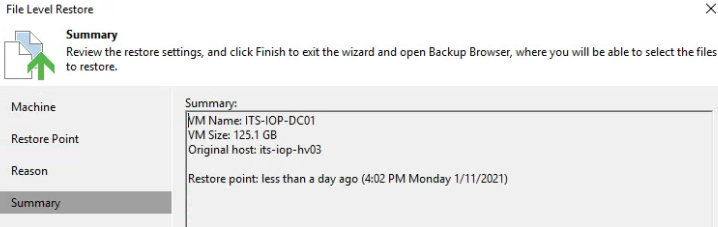 File Level Restore
Summary
Review the restore settings, and click Finish to exit the wizard and open Backup Browser, where you will be able to select the files
to restore.
Machine
Restore Point
Reason
Summary
Summary:
VM Name: ITS-IOP-DC01
VM Size: 125.1 GB
Original host: its-iop-hv03
Restore point: less than a day ago (4:02 PM Monday 1/11/2021)